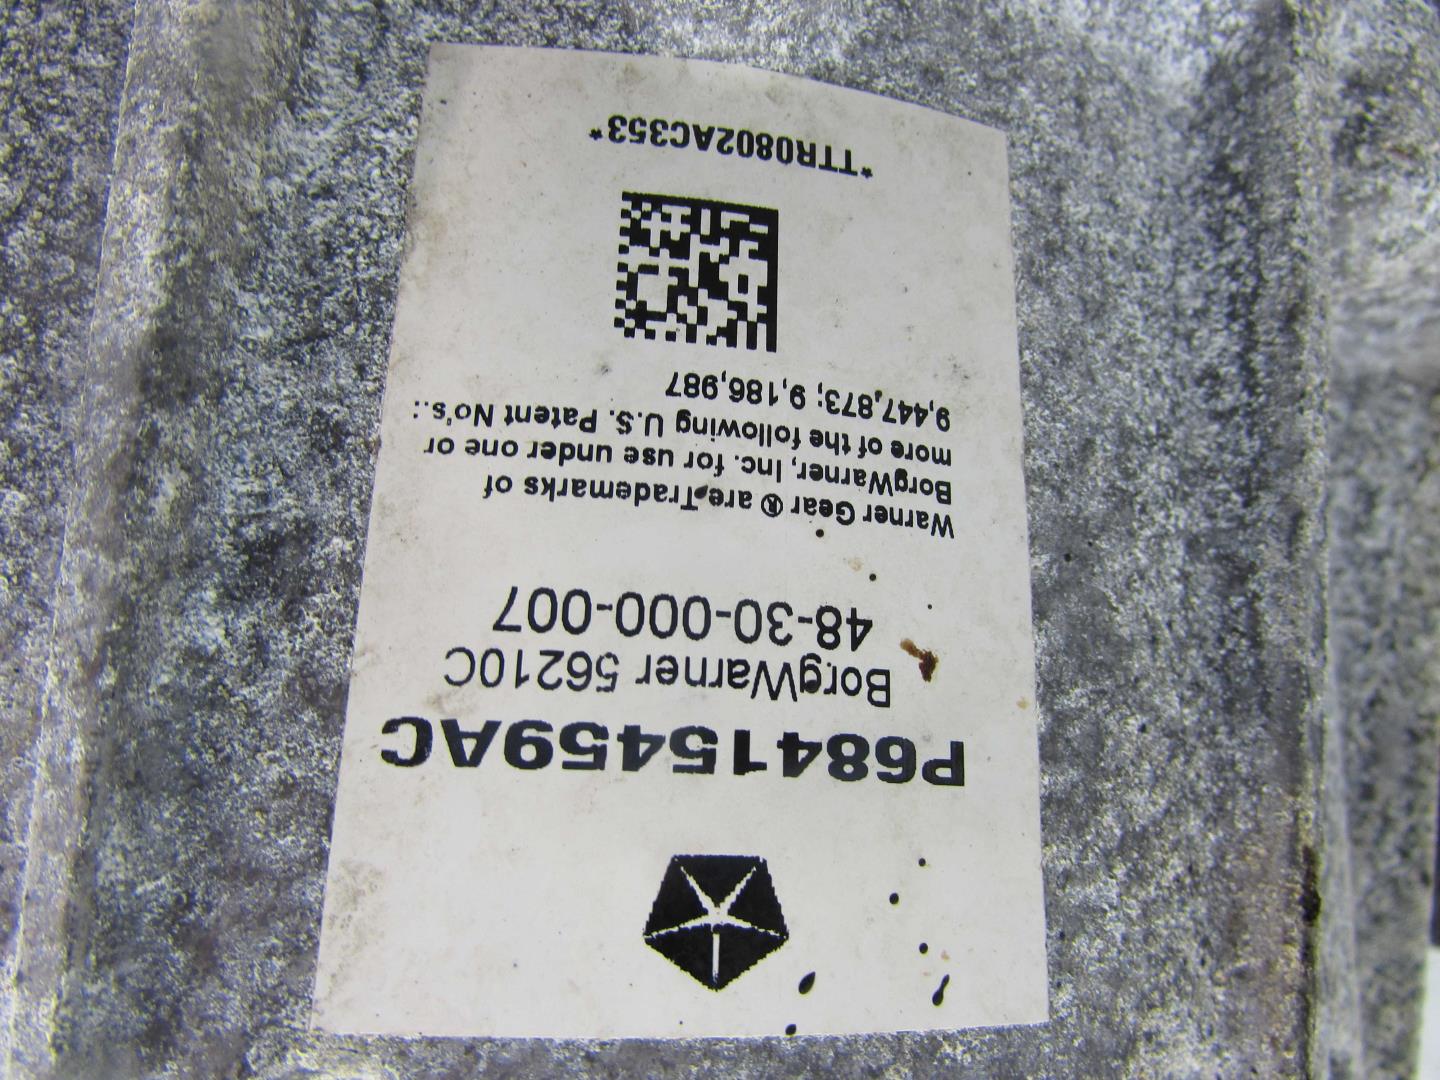 P68415459AC
BorgWarner 56210C
48-30-000-007
Warner Gear ® are Trademarks of
BorgWarner, Inc. for use under one or
more of the following U.S. Patent No's.:
9,447,873; 9,186,987
*TTR0802AC353*